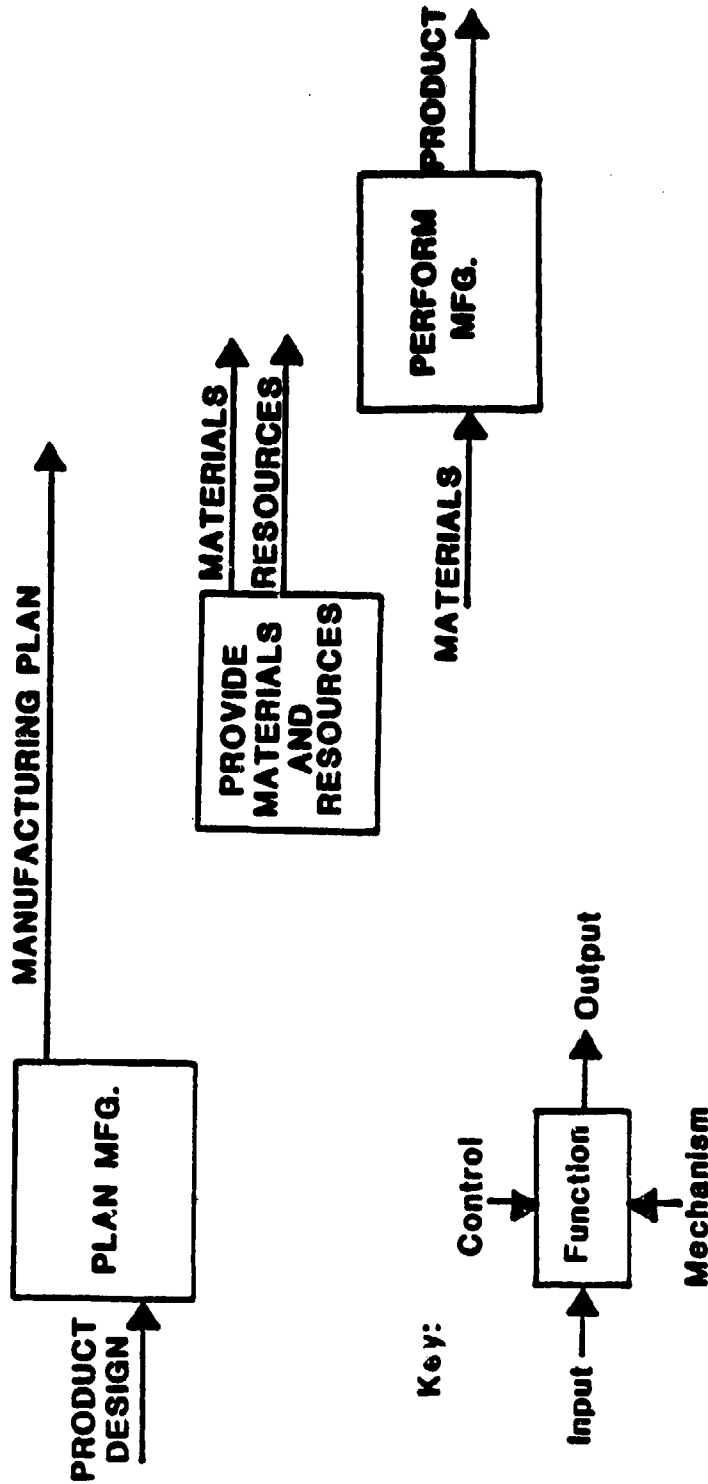 MANUFACTURING PLAN
PRODUCT
DESIGN
PLAN MFG.
MATERIALS
RESOURCES
PROVIDE
MATERIALS
AND
RESOURCES
PRODUCT
PERFORM
MFG.
MATERIALS
Key:
Control
Input
Function
Output
Mechanism